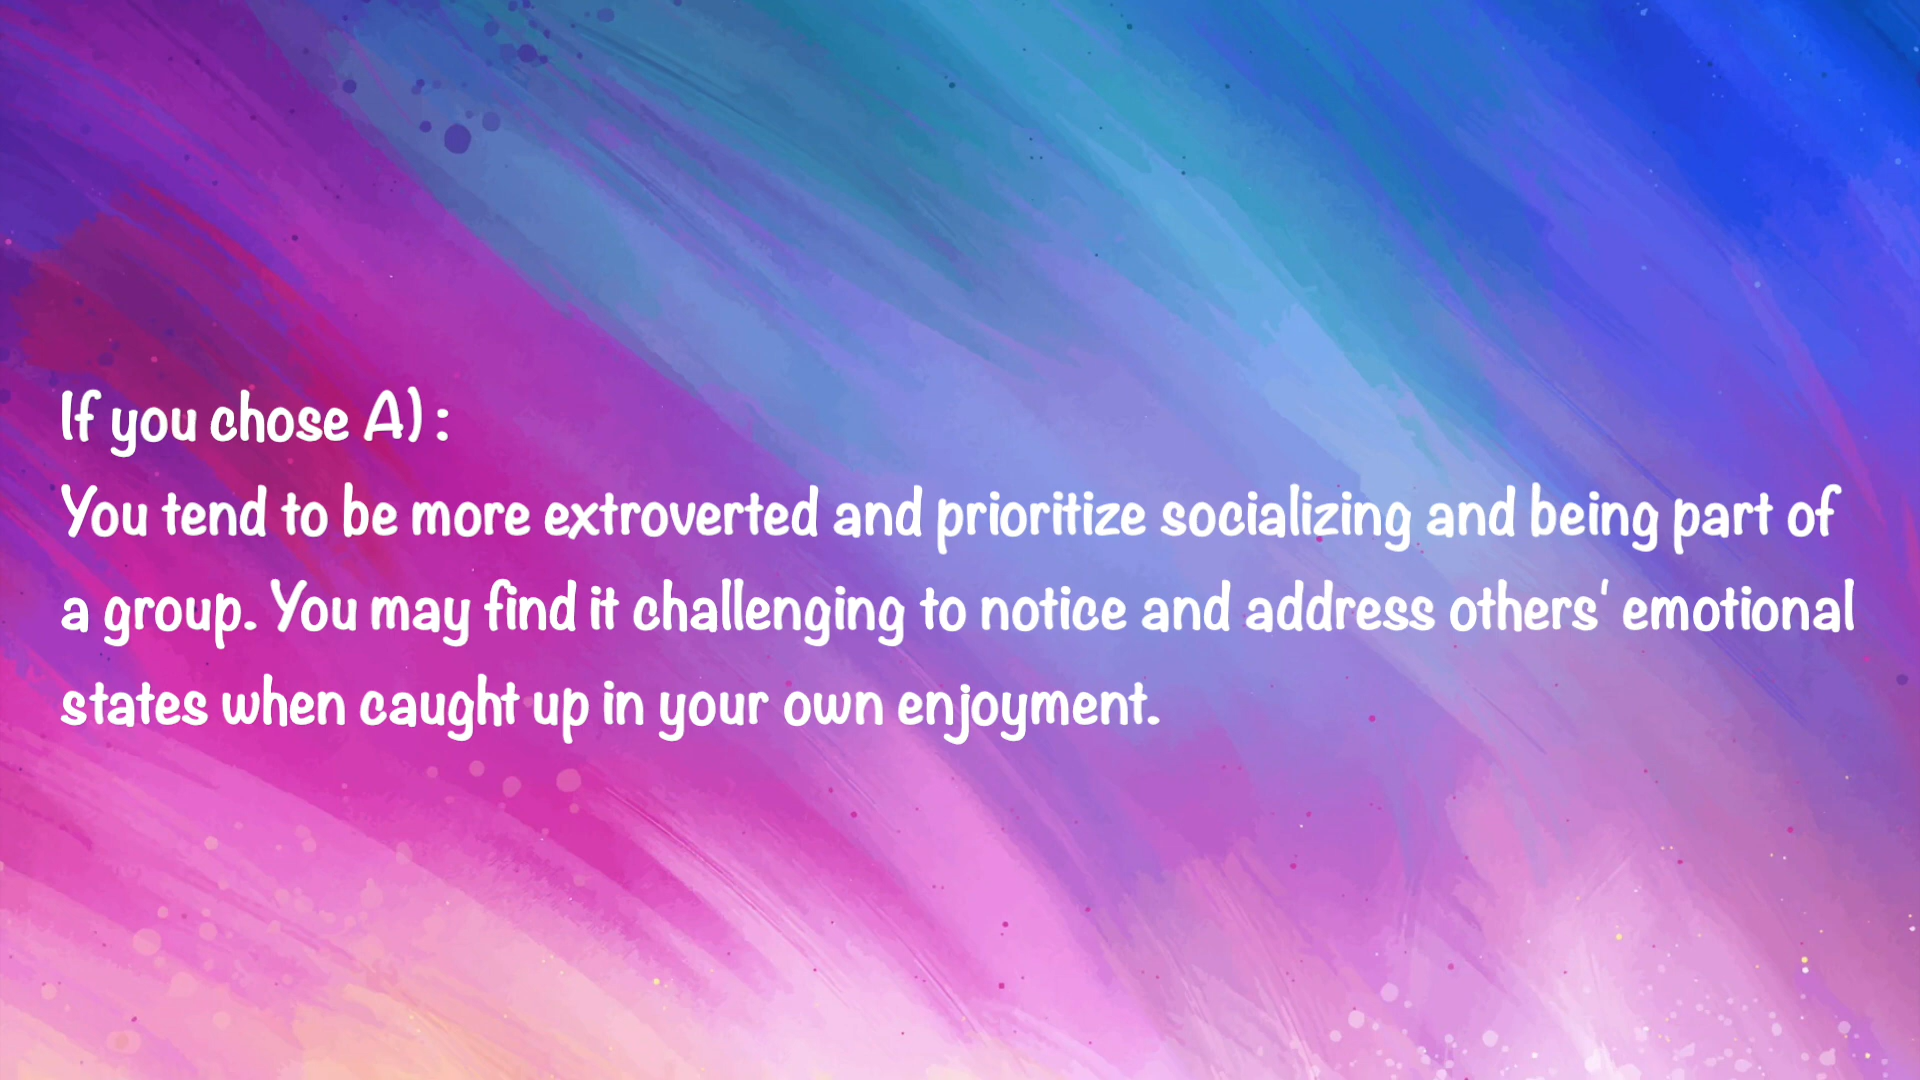 If you chose A) :
You tend to be more extroverted and prioritize socializing and being part of
a group. You may find it challenging to notice and address others' emotional
states when caught up in your own enjoyment.